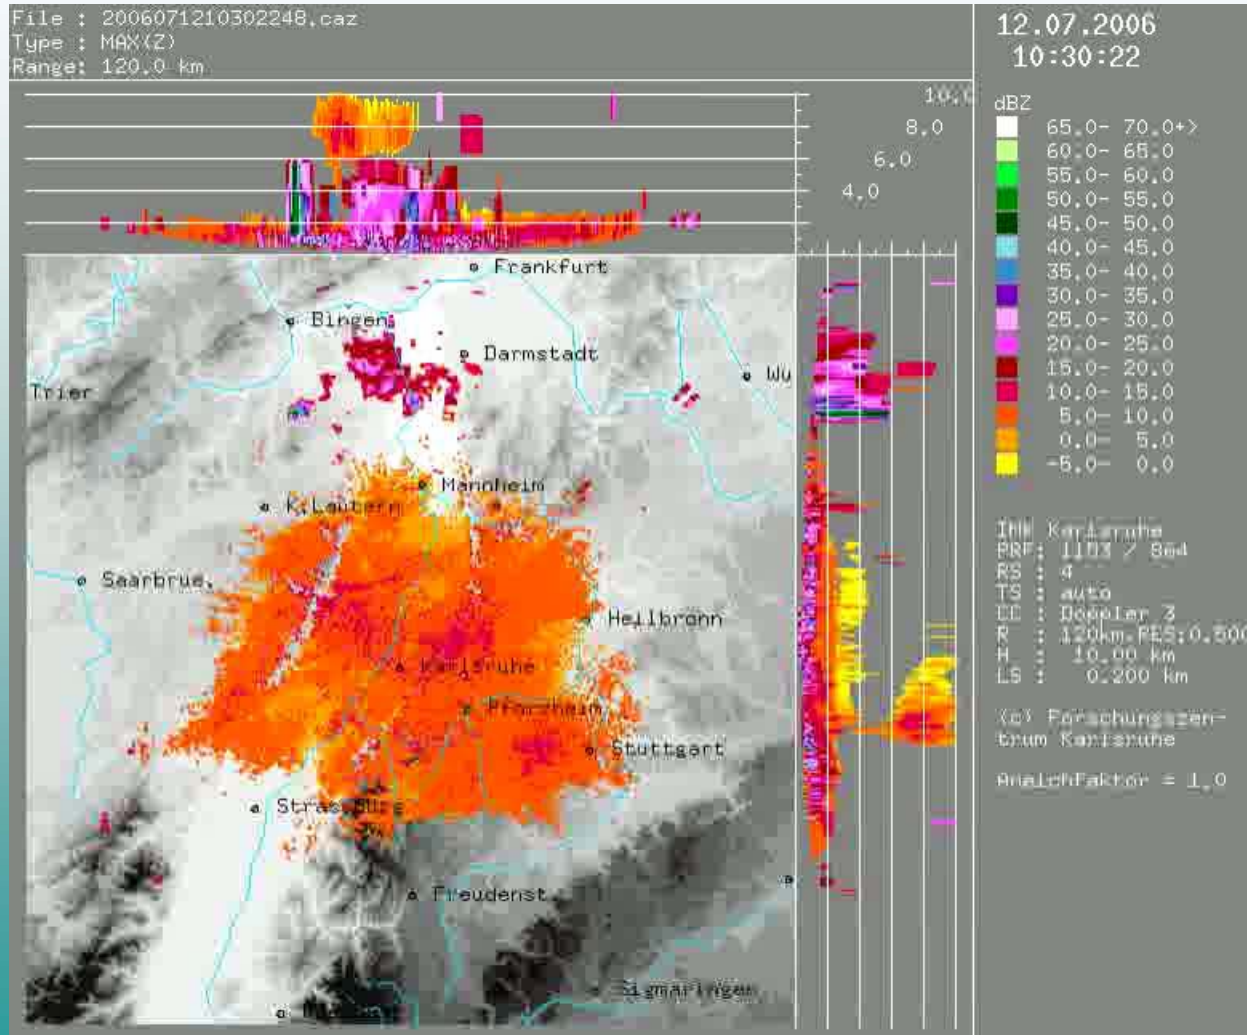 File : 2006071210302248.caz
Type : MAX(Z)
Range: 120.0 km
12.07.2006
10:30:22
10.0
8.0
6.0
4.0
dBZ
65.0- 70.0+>
60.0- 65.0
55.0- 60.0
50.0- 55.0
45.0- 50.0
40.0- 45.0
35.0- 40.0
30.0- 35.0
25.0- 30.0
20.0- 25.0
15.0- 20.0
10.0- 15.0
5.0- 10.0
0.0- 5.0
-5.0- 0.0
Frankfurt
Bingen
Darmstadt
Wu
Trier
Mannheim
K.Lautern
Saarbrue.
Heilbronn
Karlsruhe
Pforzheim
Stuttgart
Strassburg
Freudenst.
Sigmaringen
IMK Karlsruhe
PRF: 1153 / 864
RS : 4
TS : auto
CC : Doppler 3
R : 120km,RES:0.500
H : 10.00 km
LS : 0.200 km
(c) Forschungszen-
trum Karlsruhe
= 1.0